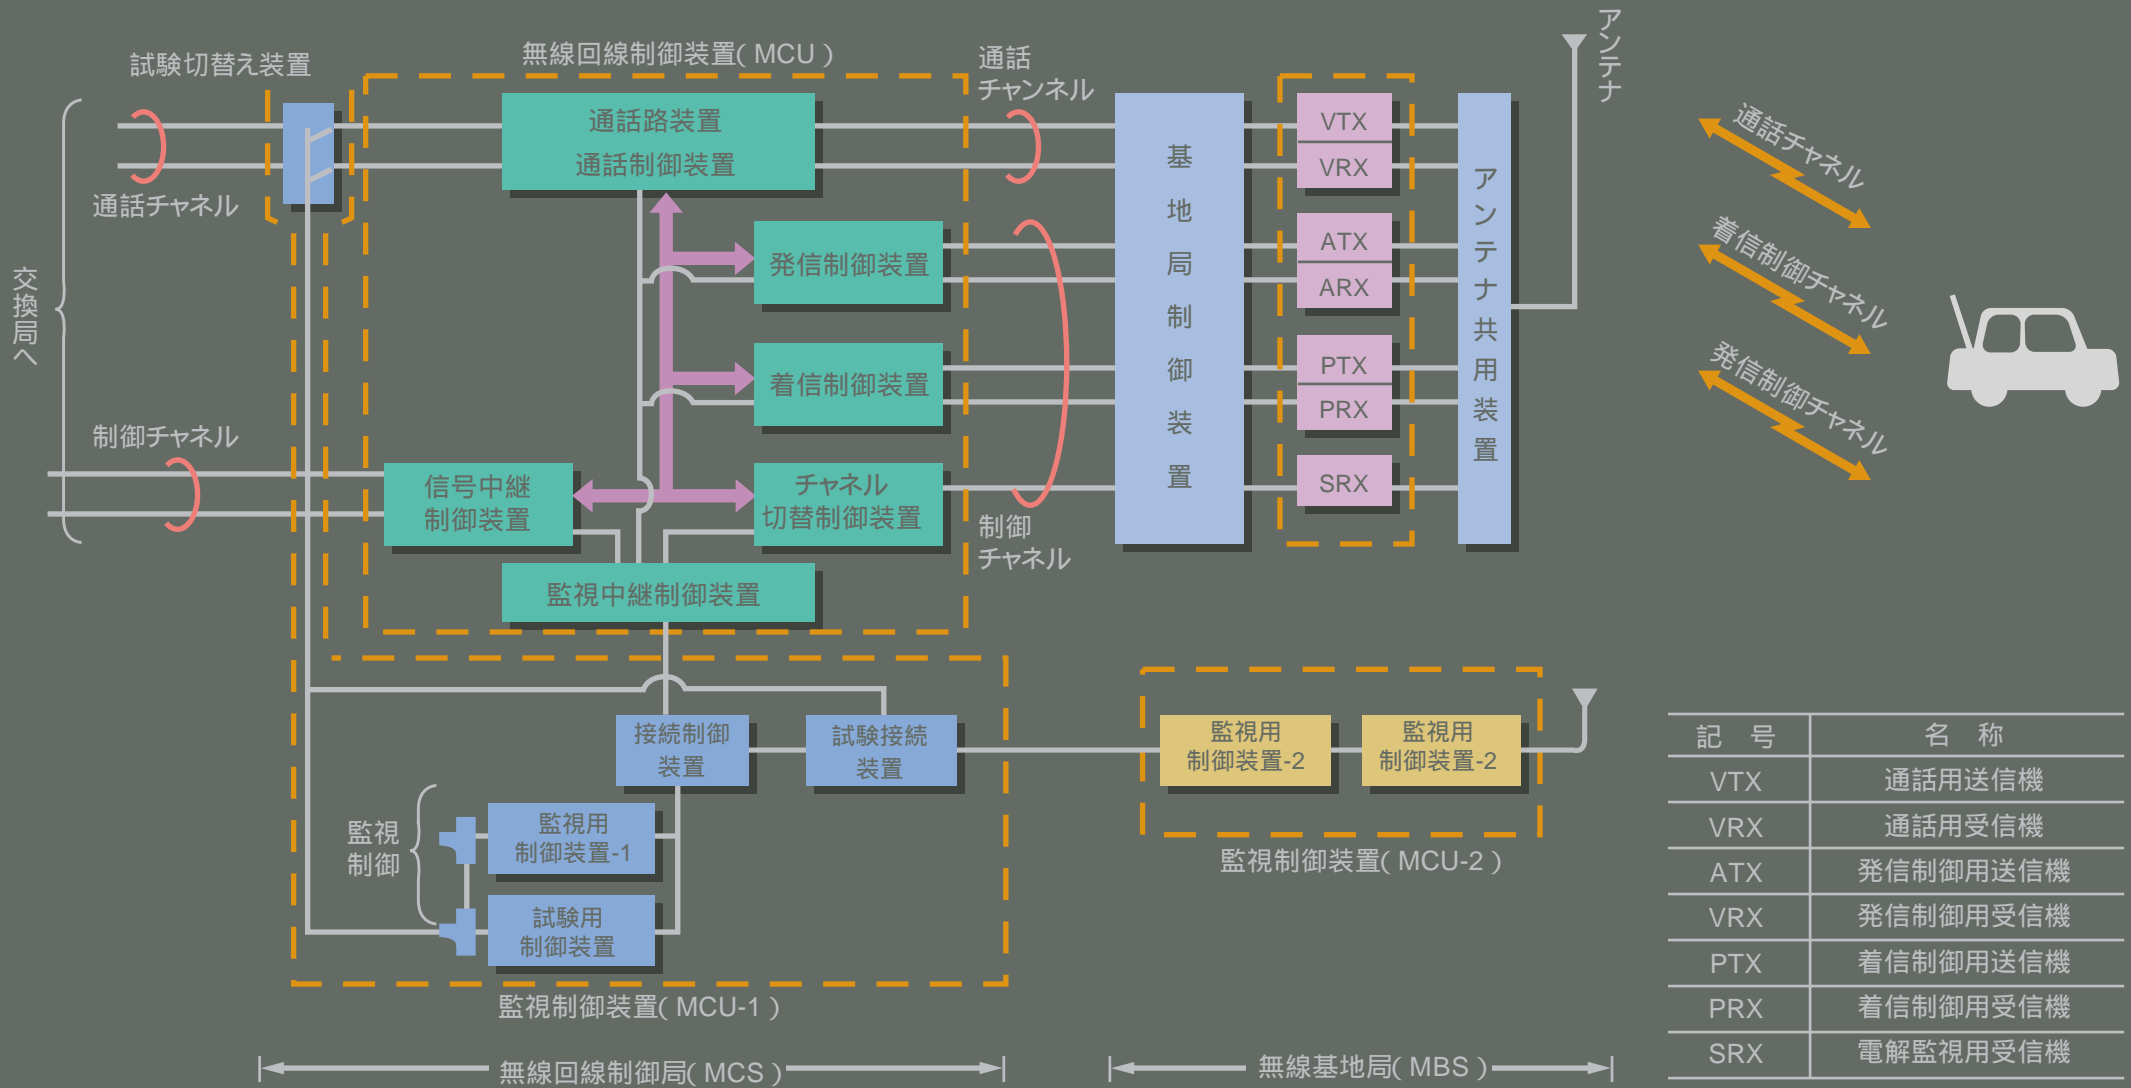 無線回線制御装置( MCU )
試験切替え装置
通話
チャンネル
アンテナ
通話路装置
通話制御装置
通話チャネル
発信制御装置
着信制御装置
交換局へ
制御チャネル
信号中継
制御装置
チャネル
切替制御装置
制御
チャネル
監視中継制御装置
基地局制御装置
VTX
VRX
ATX
ARX
PTX
PRX
SRX
アンテナ共用装置
通話チャネル
着信制御チャネル
発信制御チャネル
接続制御
装置
試験接続
装置
監視用
制御装置-2
監視用
制御装置-2
監視
制御
監視用
制御装置-1
試験用
制御装置
監視制御装置( MCU-2 )
監視制御装置( MCU-1 )
無線回線制御局( MCS )
無線基地局( MBS )
記 号 名 称
VTX 通話用送信機
VRX 通話用受信機
ATX 発信制御用送信機
VRX 発信制御用受信機
PTX 着信制御用送信機
PRX 着信制御用受信機
SRX 電解監視用受信機